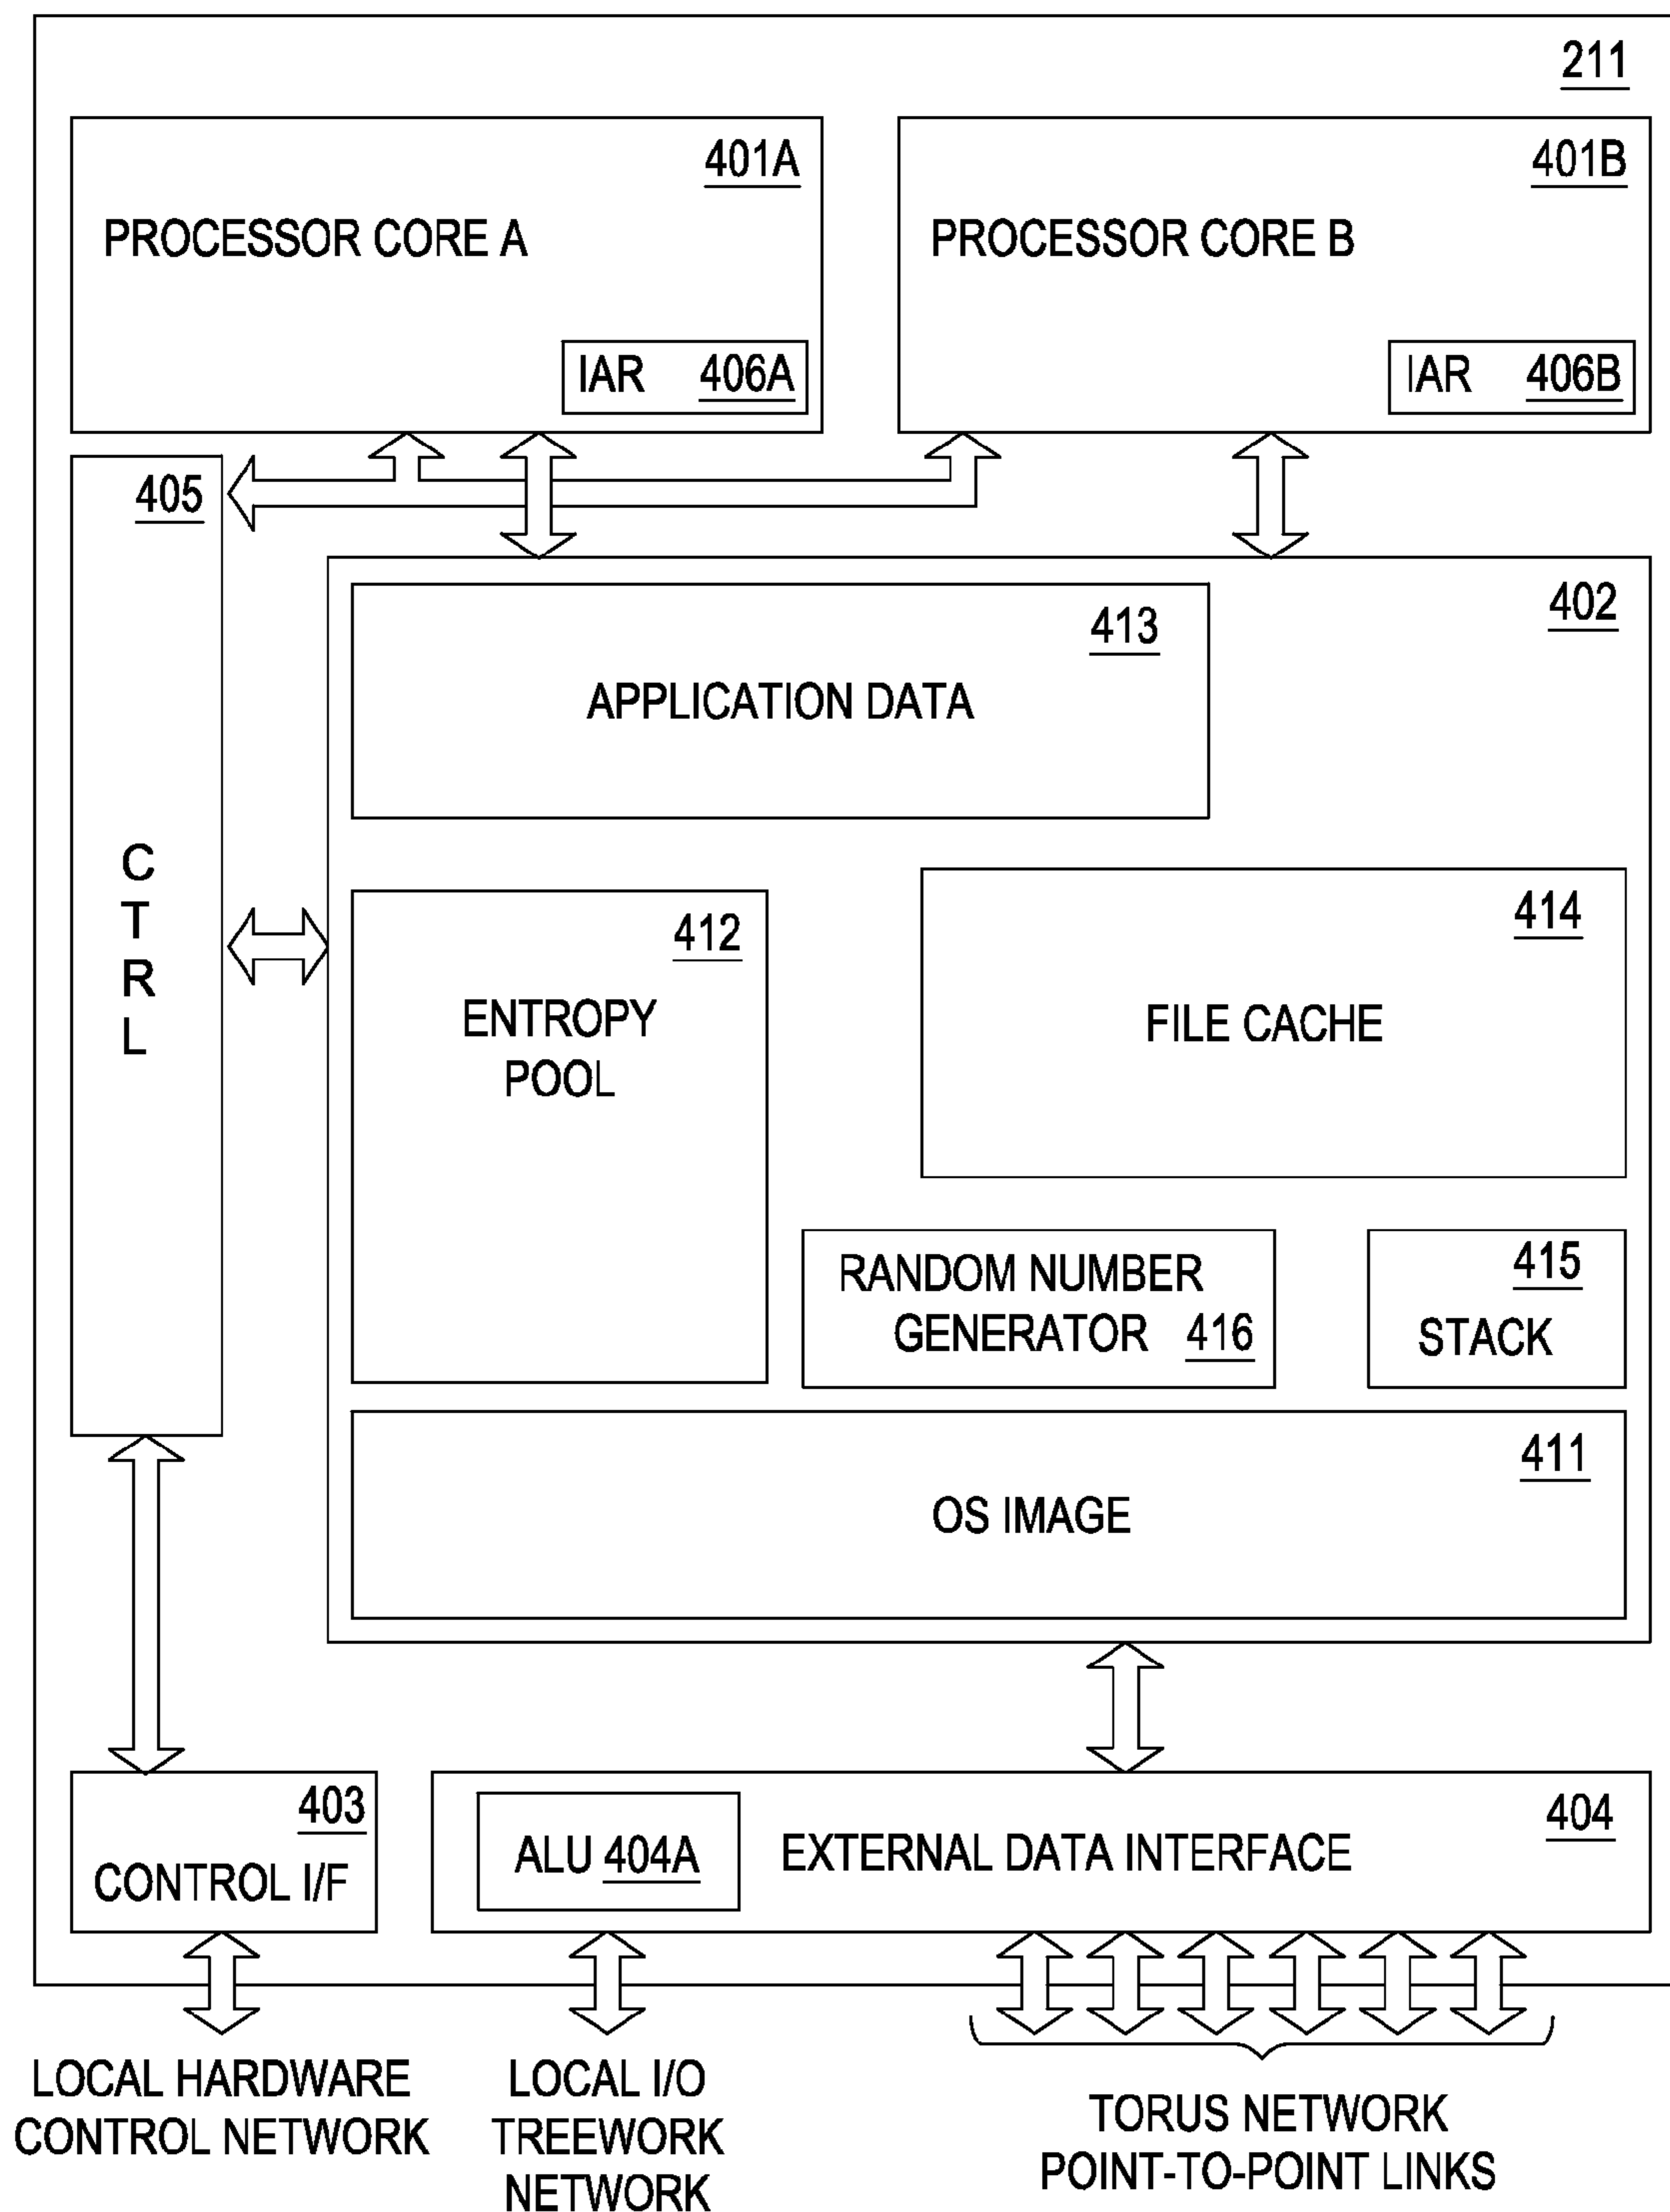 211
401A
PROCESSOR CORE A
IAR 406A
401B
PROCESSOR CORE B
IAR 406B
405
C
T
R
L
402
413
APPLICATION DATA
412
ENTROPY
POOL
414
FILE CACHE
RANDOM NUMBER
GENERATOR 416
415
STACK
411
OS IMAGE
403
CONTROL I/F
ALU 404A
EXTERNAL DATA INTERFACE
404
LOCAL HARDWARE
CONTROL NETWORK
LOCAL I/O
TREEWORK
NETWORK
TORUS NETWORK
POINT-TO-POINT LINKS